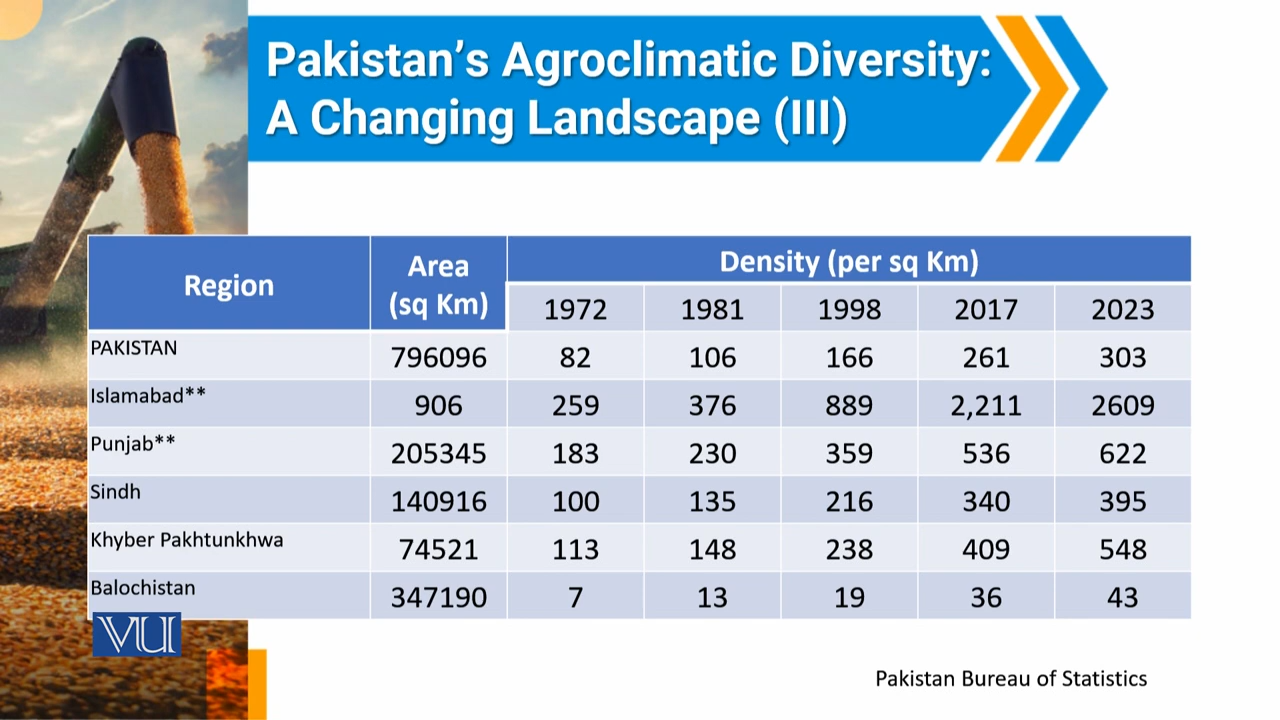 Pakistan’s Agroclimatic Diversity:
A Changing Landscape (III)
Region Area (sq Km) Density (per sq Km)
1972 1981 1998 2017 2023
PAKISTAN 796096 82 106 166 261 303
Islamabad** 906 259 376 889 2,211 2609
Punjab** 205345 183 230 359 536 622
Sindh 140916 100 135 216 340 395
Khyber Pakhtunkhwa 74521 113 148 238 409 548
Balochistan 347190 7 13 19 36 43
VU
Pakistan Bureau of Statistics